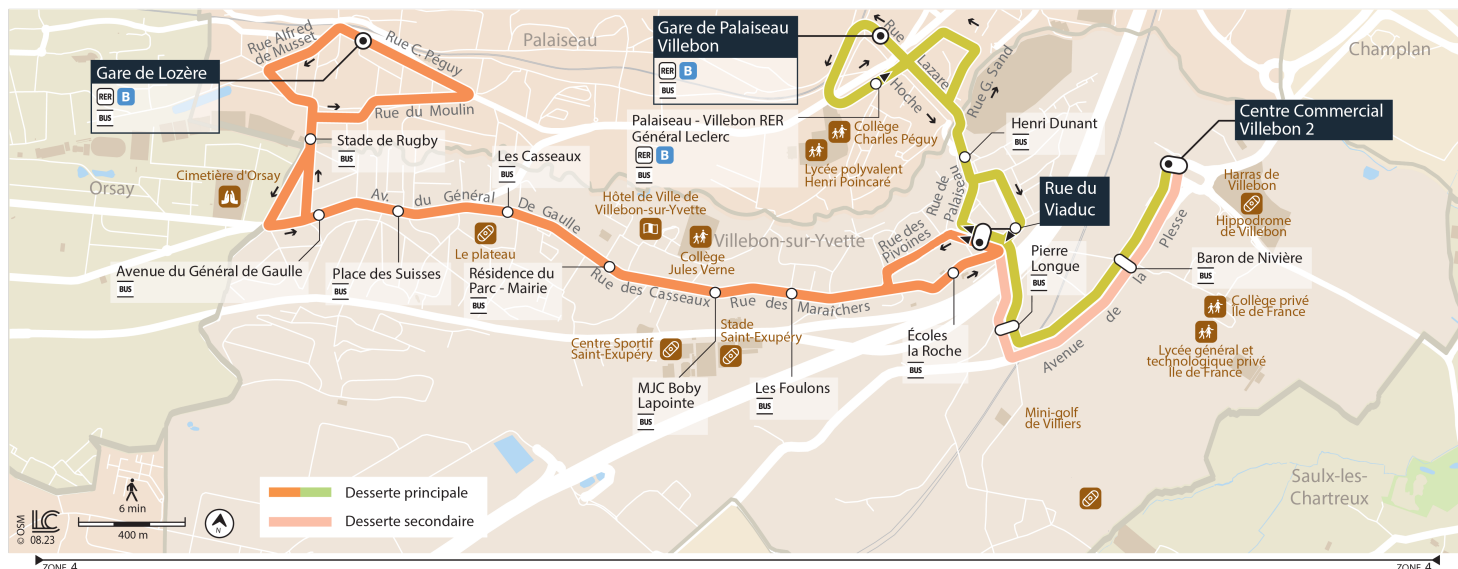 Rue Alfred
de Musset
Rue C. Péguy
Palaiseau
Gare de Palaiseau
Villebon
RER B
BUS
Rue
Lazare
Hoche
Rue G. Sand
Champlan
Gare de Lozère
RER B
BUS
Rue du Moulin
Palaiseau - Villebon RER
Général Leclerc
RER B
BUS
Collège
Charles Péguy
Lycée polyvalent
Henri Poincaré
Henri Dunant
BUS
Centre Commercial
Villebon 2
Stade de Rugby
BUS
Les Casseaux
BUS
Cimetière d'Orsay
Orsay
Av. du Général De Gaulle
Hôtel de Ville de
Villebon-sur-Yvette
Rue de
Palaiseau
Rue du
Viaduc
Harras de
Villebon
Hippodrome
de Villebon
Le plateau
Collège
Jules Verne
Villebon-sur-Yvette
Rue des
Pivoines
Pierre
Longue
BUS
Baron de Nivière
BUS
Avenue du Général de Gaulle
BUS
Place des Suisses
BUS
Résidence du
Parc - Mairie
BUS
Rue des Casseaux
Rue des Maraîchers
Avenue de la Plesse
Collège privé
Île de France
Lycée général et
technologique privé
Île de France
Centre Sportif
Saint-Exupéry
Stade
Saint-Exupéry
Écoles
la Roche
BUS
MJC Boby
Lapointe
BUS
Les Foulons
BUS
Mini-golf
de Villiers
Saulx-les-
Chartreux
Desserte principale
Desserte secondaire
© OSM
LC
08.23
6 min
400 m
N
ZONE 4
ZONE 4